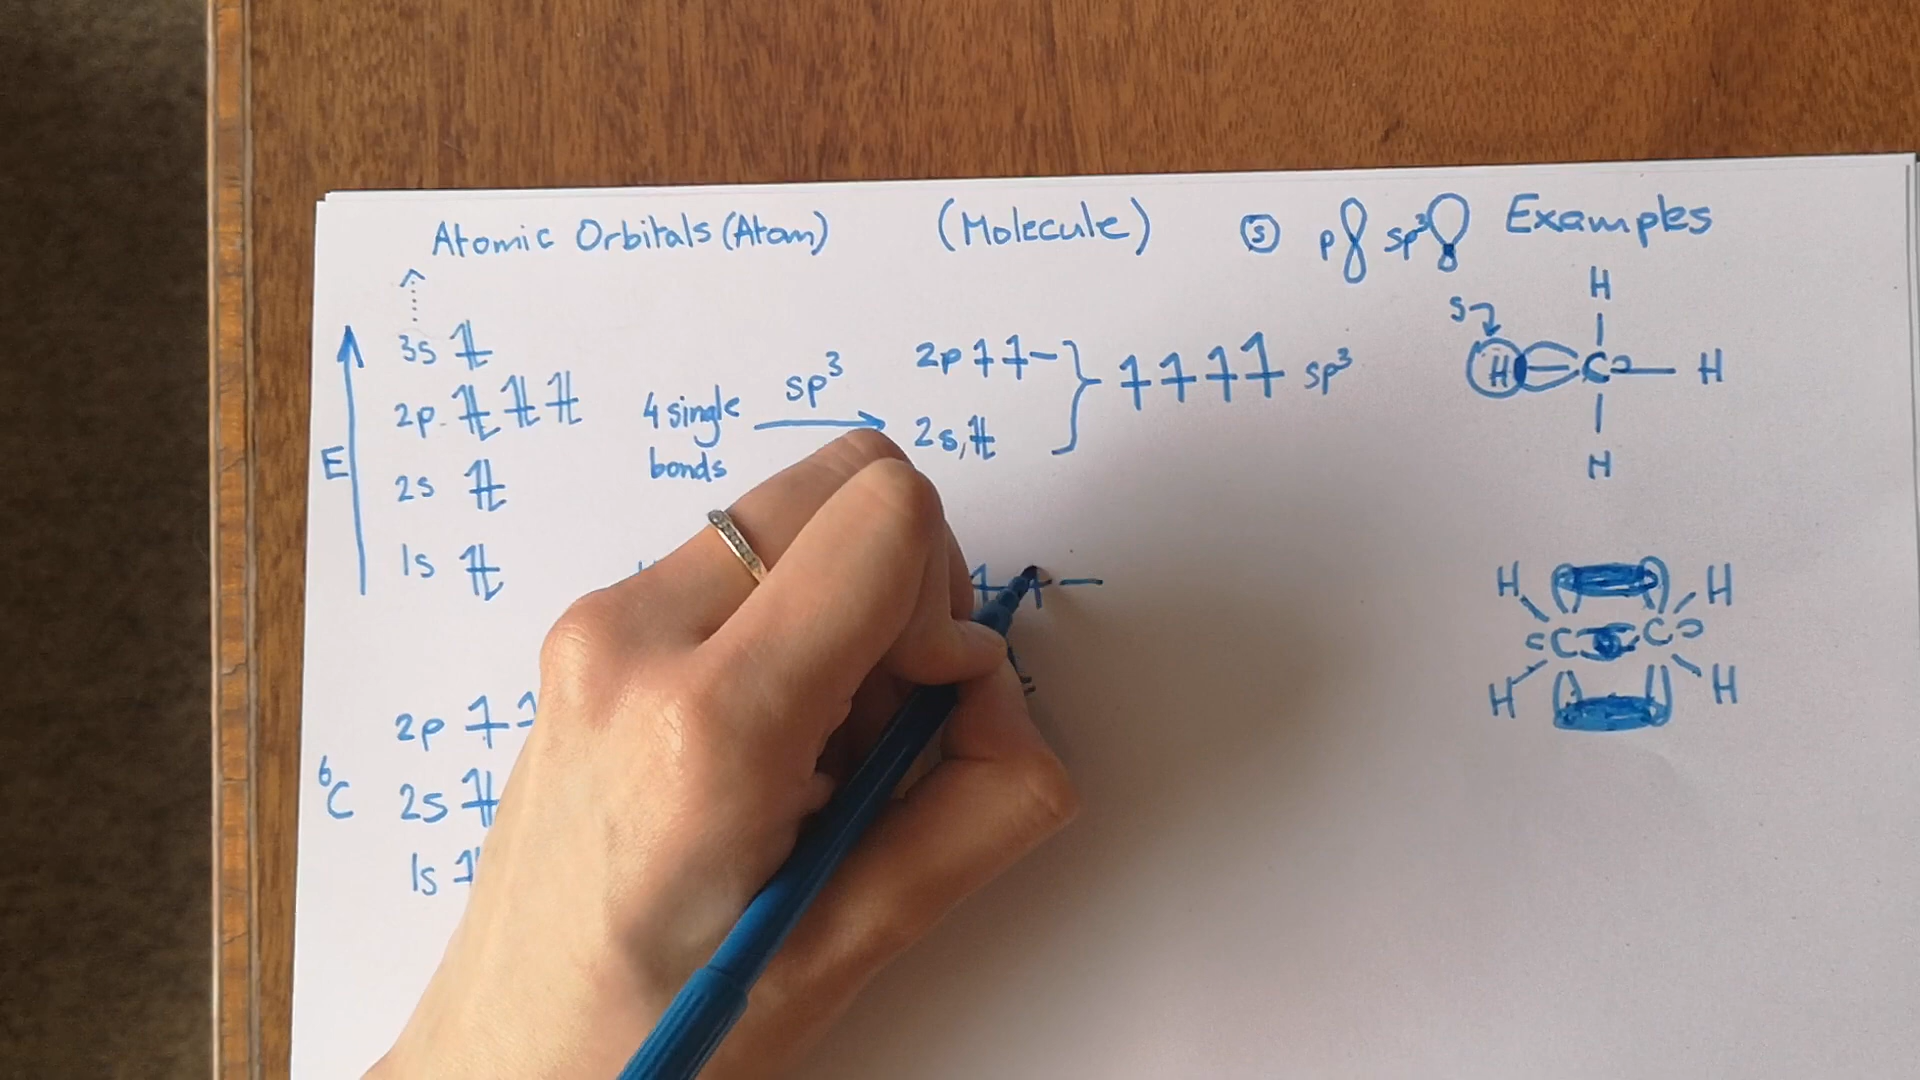 Atomic Orbitals (Atom) (Molecule) s p sp³ Examples
3s
2p
2s
1s
E
4 single
bonds
sp³
2p
2s
sp³
s
H
H C H
H
2p
⁶C 2s
1s
H H
C C
H H